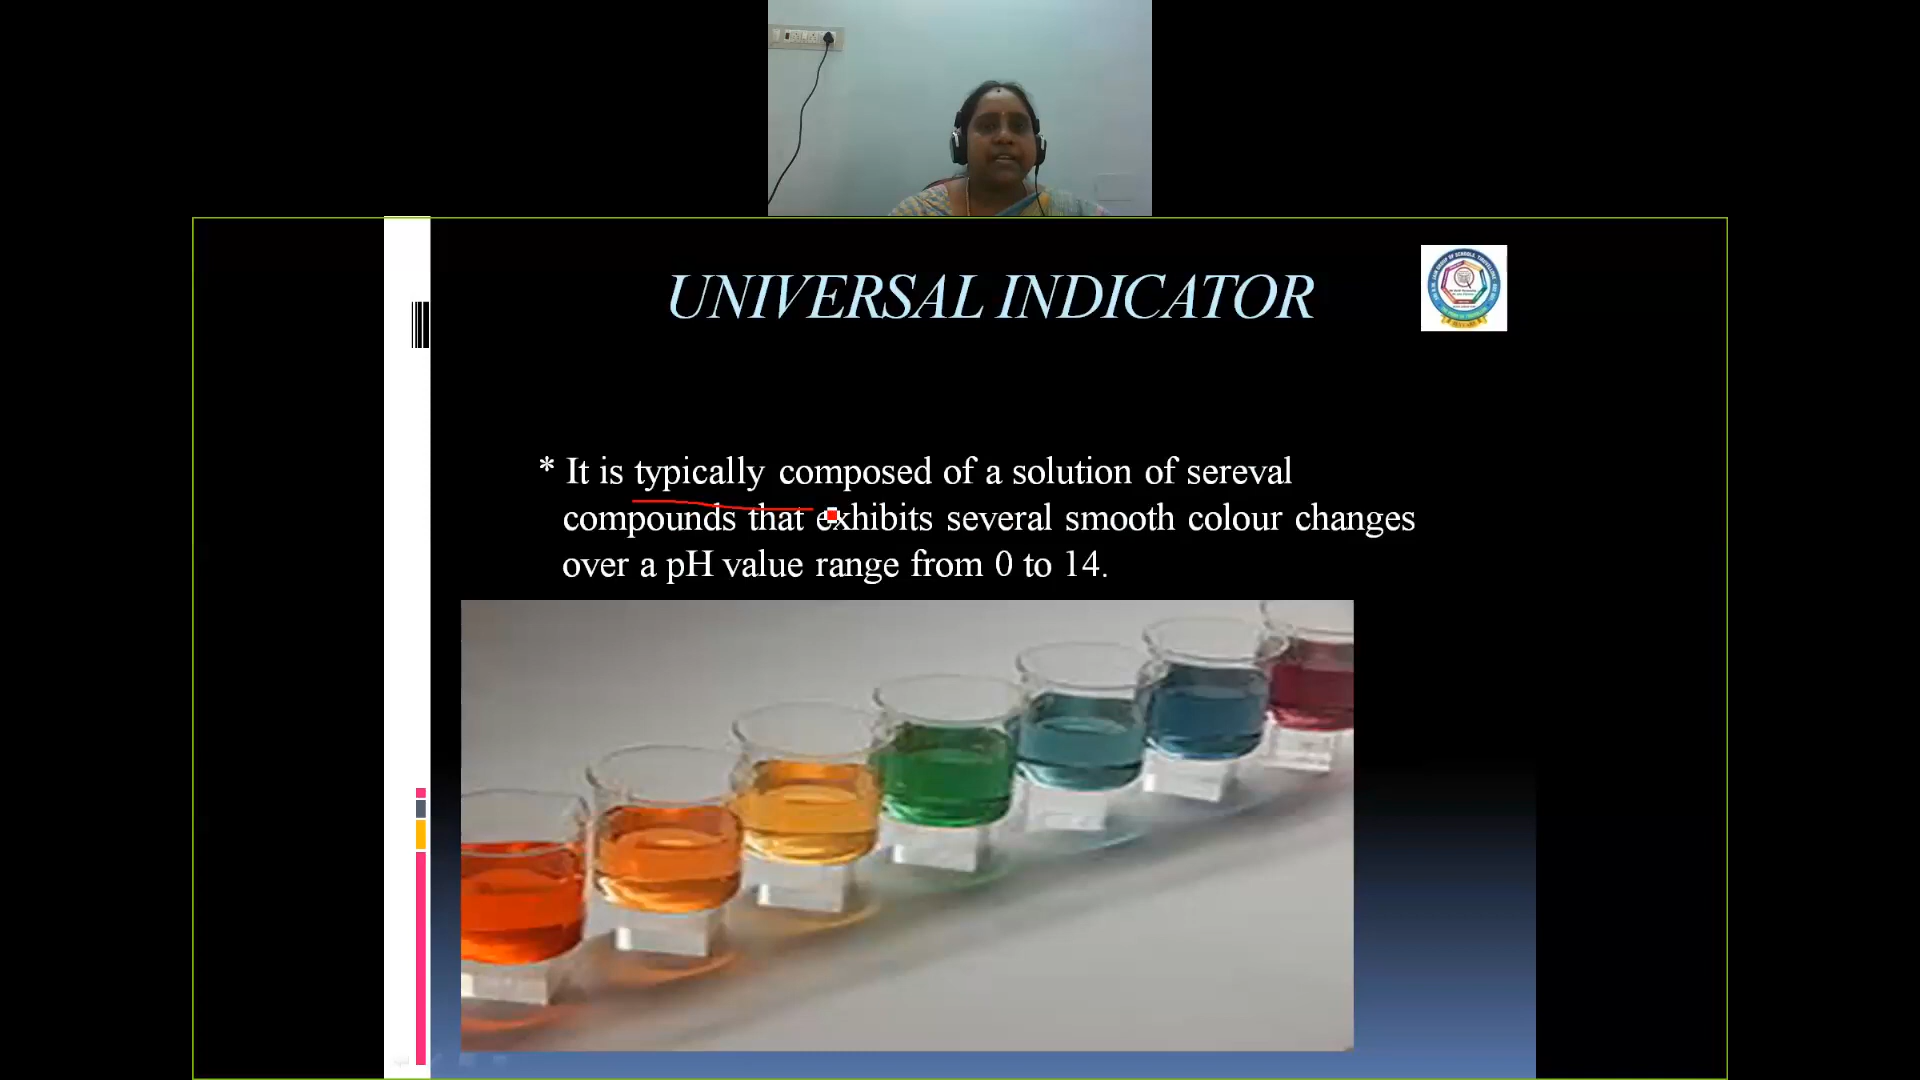 UNIVERSAL INDICATOR
* It is typically composed of a solution of sereval
compounds that exhibits several smooth colour changes
over a pH value range from 0 to 14.